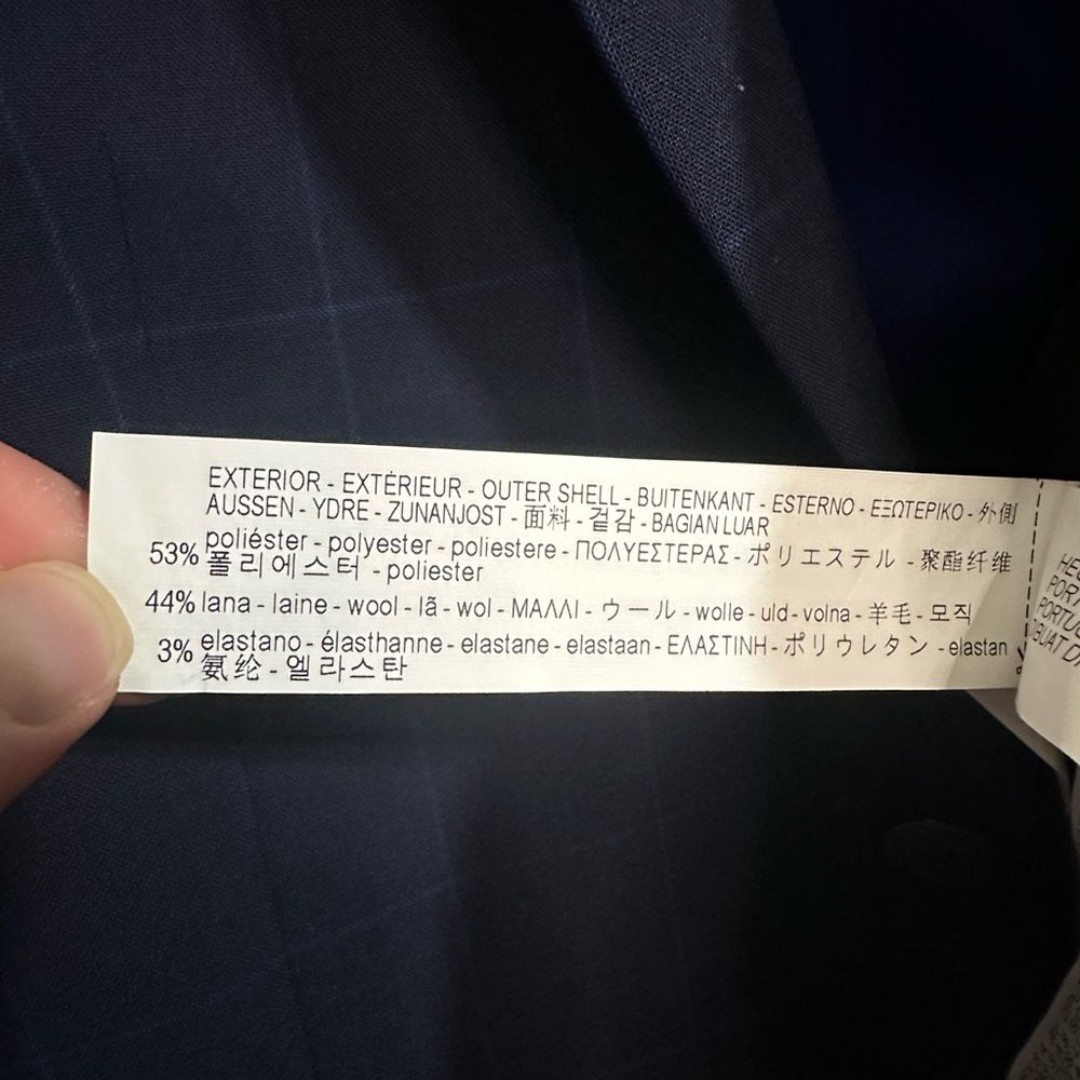 EXTERIOR - EXTÉRIEUR - OUTER SHELL - BUITENKANT - ESTERNO - ΕΞΩΤΕΡΙΚΟ - 外側
AUSSEN - YDRE - ZUNANJOST - 面料 - 겉감 - BAGIAN LUAR
53% poliéster - polyester - poliestere - ΠΟΛΥΕΣΤΕΡΑΣ - ポリエステル - 聚酯纤维
폴리에스터 - poliester
44% lana - laine - wool - lã - wol - ΜΑΛΛΙ - ウール - wolle - uld - volna - 羊毛 - 모직
3% elastano - élasthanne - elastane - elastaan - ΕΛΑΣΤΙΝΗ - ポリウレタン - elastan
氨纶 - 엘라스탄